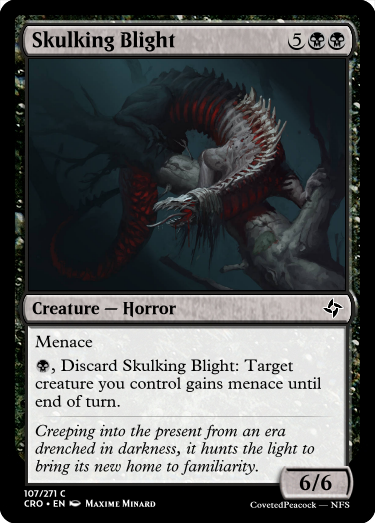 Skulking Blight 5
Creature — Horror
Menace
, Discard Skulking Blight: Target
creature you control gains menace until
end of turn.
Creeping into the present from an era
drenched in darkness, it hunts the light to
bring its new home to familiarity.
6/6
107/271 C
CRO • EN Maxime Minard
CovetedPeacock — NFS